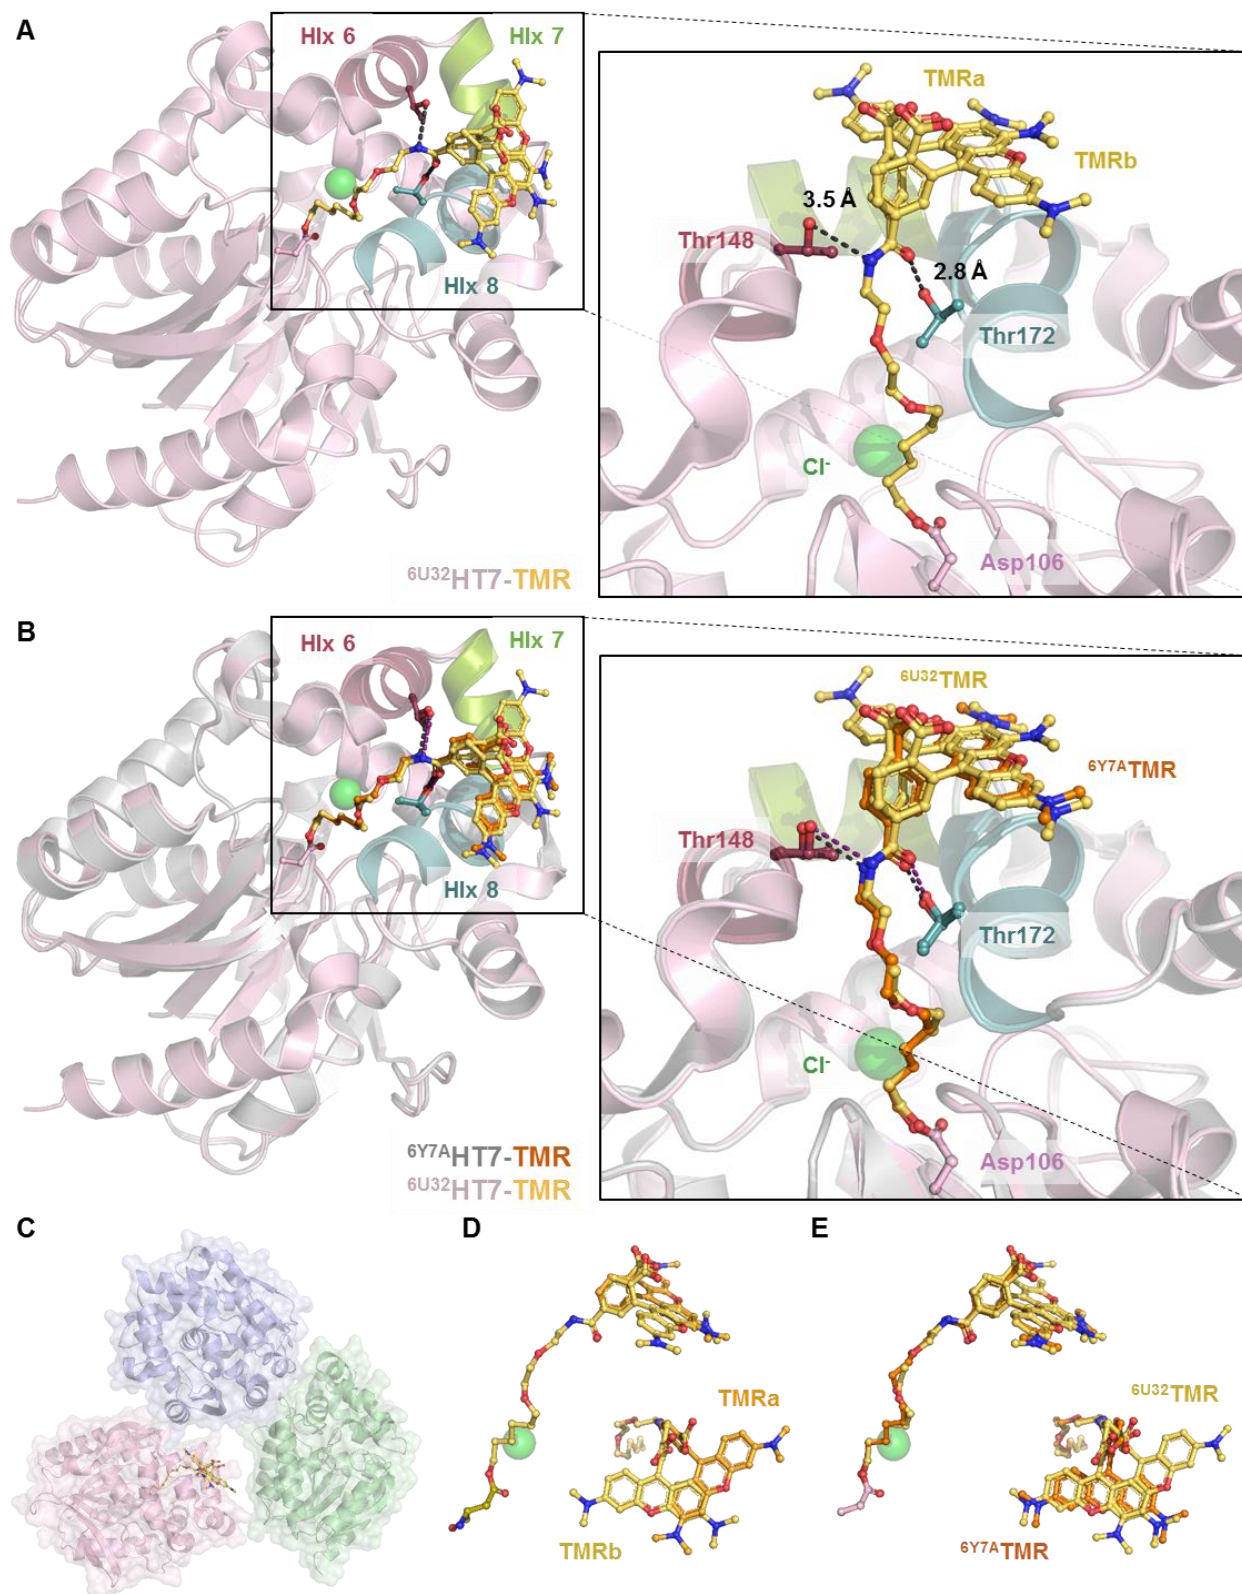 A
Hlx 6
Hlx 7
Hlx 8
6U32HT7-TMR
TMRa
TMRb
3.5 Å
Thr148
2.8 Å
Thr172
Cl-
Asp106
B
Hlx 6
Hlx 7
Hlx 8
6Y7AHT7-TMR
6U32HT7-TMR
6U32TMR
6Y7ATMR
Thr148
Thr172
Cl-
Asp106
C
D
TMRa
TMRb
E
6U32TMR
6Y7ATMR